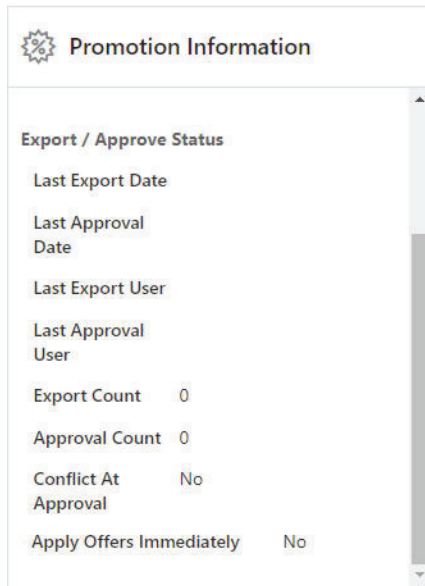 Promotion Information
Export / Approve Status
Last Export Date
Last Approval
Date
Last Export User
Last Approval
User
Export Count 0
Approval Count 0
Conflict At No
Approval
Apply Offers Immediately No